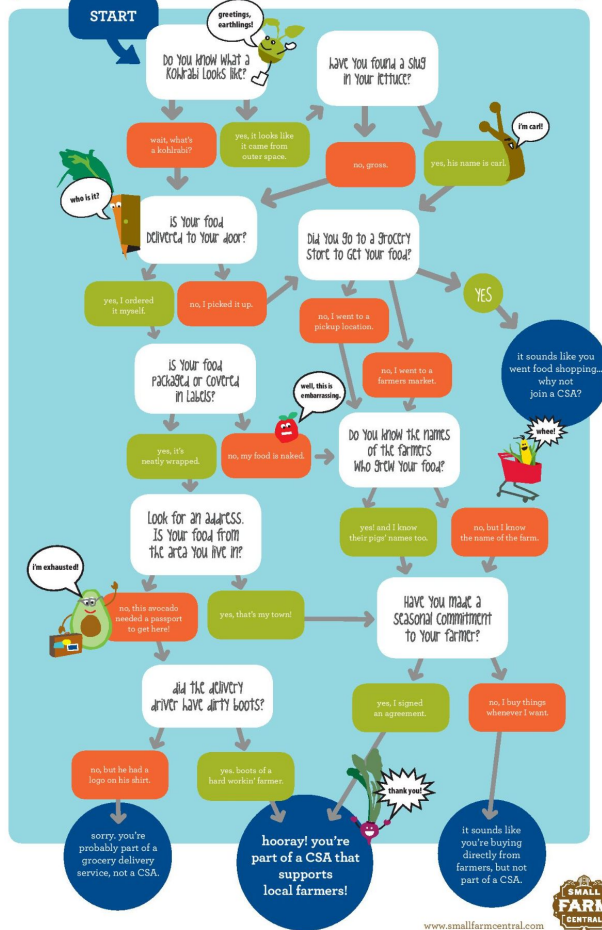 START
greetings,
earthlings!
Do you know what a
Kohlrabi Looks like?
have you found a slug
in your lettuce?
i'm carl!
wait, what's
a kohlrabi?
yes, it looks like
it came from
outer space.
no, gross.
yes, his name is carl.
who is it?
is your food
Delivered to your door?
Did you go to a grocery
Store to Get your food?
yes, I ordered
it myself.
no, I picked it up.
YES
no, I went to a
pickup location.
no, I went to a
farmers market.
it sounds like you
went food shopping...
why not
join a CSA?
is your food
packaged or covered
in labels?
well, this is
embarrassing.
whee!
yes, it's
neatly wrapped.
no, my food is naked.
Do you know the names
of the farmers
who grew your food?
Look for an address.
Is your food from
the area you live in?
yes! and I know
their pigs' names too.
no, but I know
the name of the farm.
i'm exhausted!
no, this avocado
needed a passport
to get here!
yes, that's my town!
Have you made a
seasonal commitment
to your farmer?
did the delivery
driver have dirty boots?
yes, I signed
an agreement.
no, I buy things
whenever I want.
no, but he had a
logo on his shirt.
yes. boots of a
hard workin' farmer.
thank you!
sorry. you're
probably part of a
grocery delivery
service, not a CSA.
hooray! you're
part of a CSA that
supports
local farmers!
it sounds like
you're buying
directly from
farmers, but not
part of a CSA.
www.smallfarmcentral.com
SMALL
FARM
CENTRAL